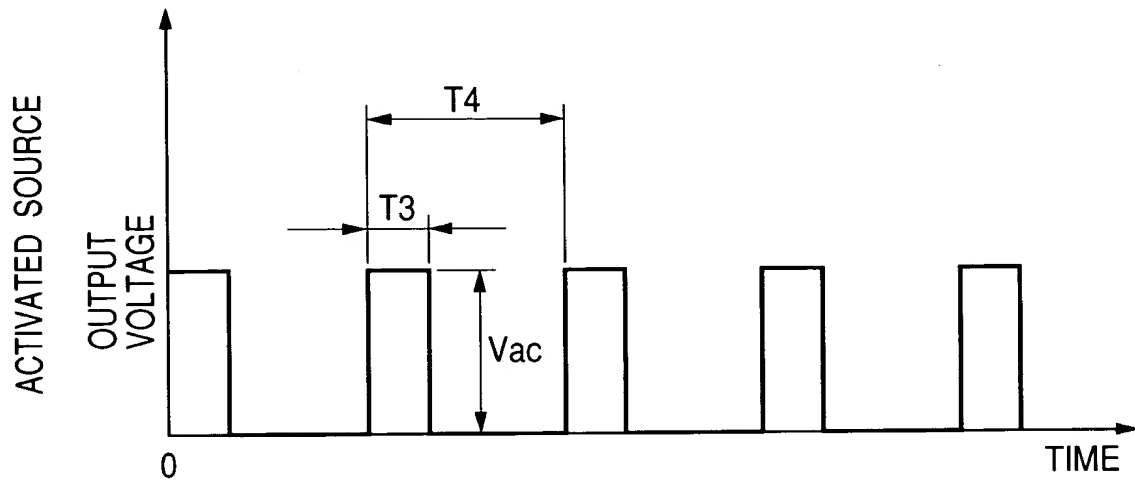 ACTIVATED SOURCE
OUTPUT
VOLTAGE
T4
T3
Vac
0
TIME